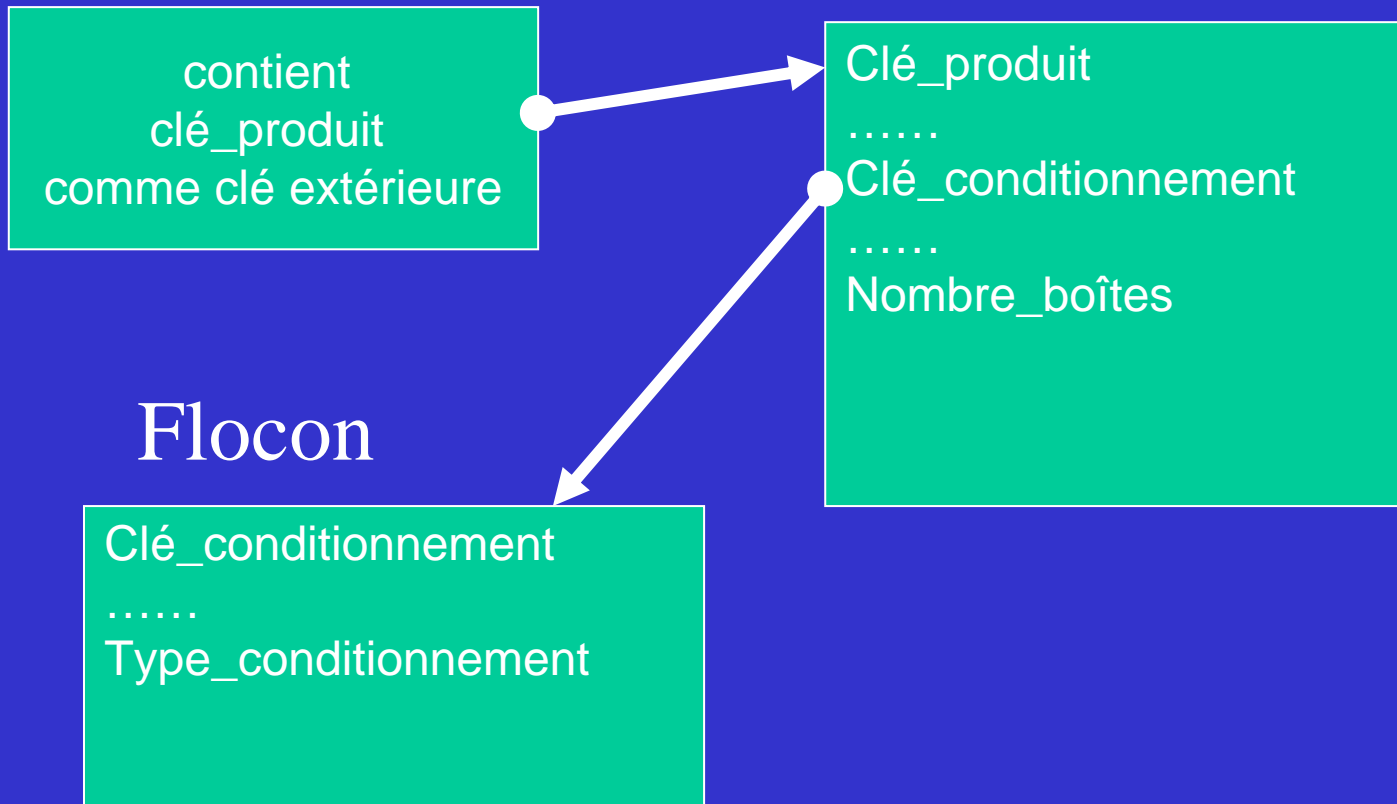 contient
clé_produit
comme clé extérieure
Clé_produit
……
Clé_conditionnement
……
Nombre_boîtes
Flocon
Clé_conditionnement
……
Type_conditionnement